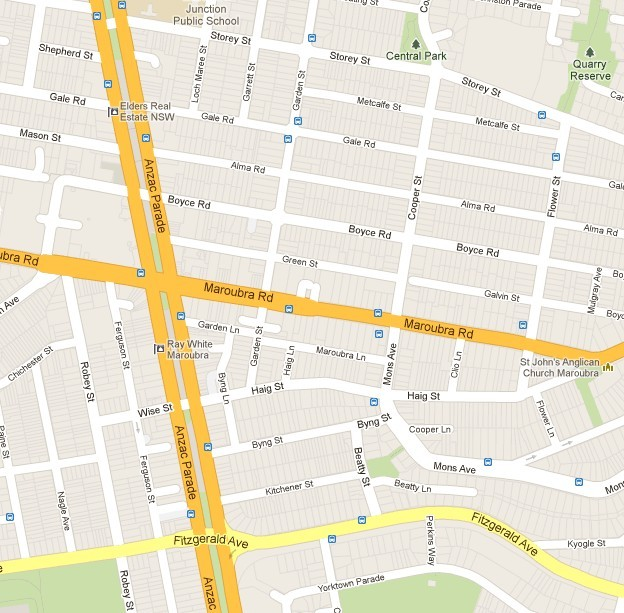 Junction
Public School
Storey St
Shepherd St
Storey St
Central Park
Quarry
Reserve
Storey St
Loch Maree St
Garrett St
Garden St
Gale Rd
Elders Real
Estate NSW
Gale Rd
Metcalfe St
Metcalfe St
Mason St
Gale Rd
Anzac Parade
Alma Rd
Cooper St
Flower St
Alma Rd
Alma Rd
Boyce Rd
Boyce Rd
Boyce Rd
Green St
Galvin St
Mulgray Ave
Maroubra Rd
Maroubra Rd
Garden Ln
Ferguson St
Ray White
Maroubra
Garden St
Haig Ln
Maroubra Ln
Mons Ave
Clio Ln
St John's Anglican
Church Maroubra
Chichester St
Robey St
Byng Ln
Haig St
Haig St
Wise St
Flower Ln
Byng St
Byng St
Cooper Ln
Anzac Parade
Paine St
Nagle Ave
Ferguson St
Beatty St
Mons Ave
Kitchener St
Beatty Ln
Fitzgerald Ave
Fitzgerald Ave
Perkins Way
Kyogle St
Robey St
Yorktown Parade
Anzac